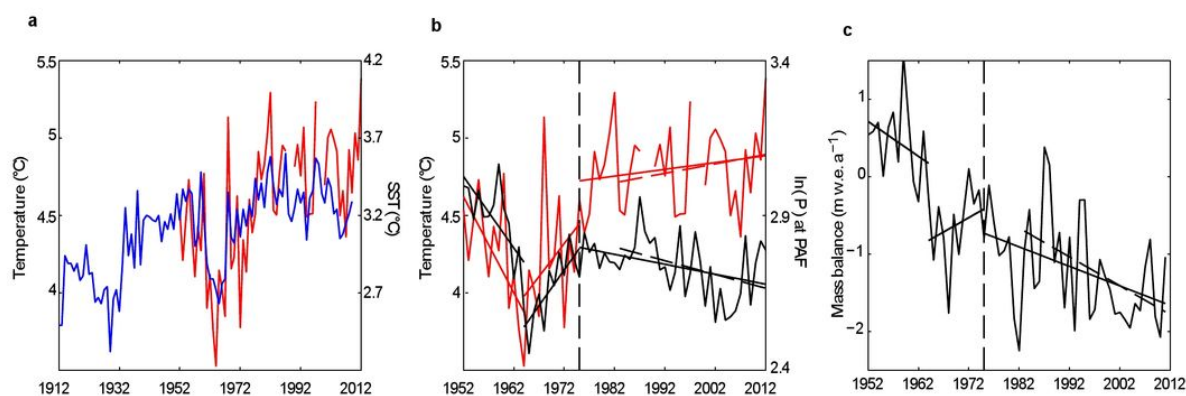 a
5.5
5
4.5
4
Temperature (°C)
4.2
3.7
3.2
2.7
SST (°C)
1912 1932 1952 1972 1992 2012
b
5.5
5
4.5
4
Temperature (°C)
3.4
2.9
2.4
ln(P) at PAF
1952 1962 1972 1982 1992 2002 2012
c
1
0
−1
−2
Mass balance (m w.e. a⁻¹)
1952 1962 1972 1982 1992 2002 2012